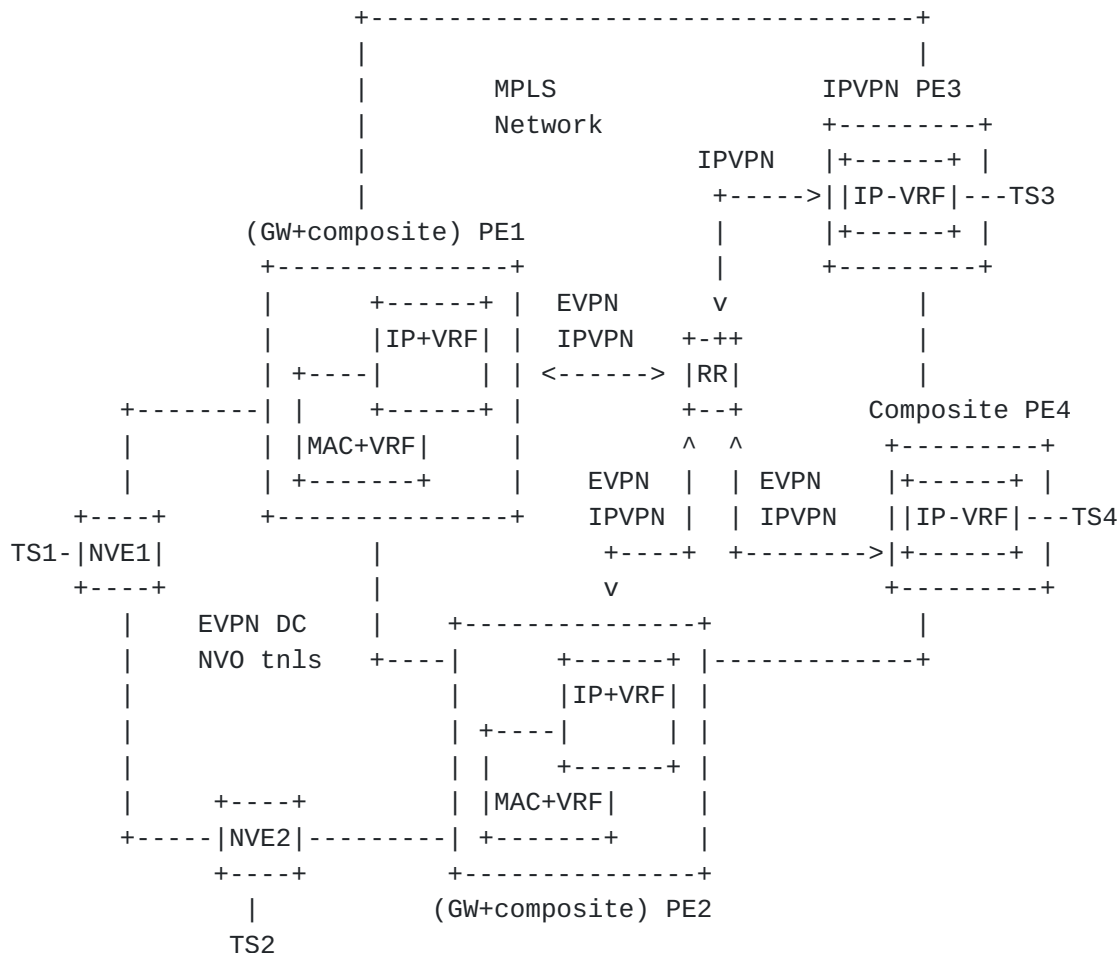 MPLS IPVPN PE3
Network
IPVPN
IP-VRF ---TS3
(GW+composite) PE1
EVPN
IP+VRF IPVPN
RR
Composite PE4
MAC+VRF
EVPN EVPN
IPVPN IPVPN IP-VRF ---TS4
TS1- NVE1
EVPN DC
NVO tnls
IP+VRF
MAC+VRF
NVE2
(GW+composite) PE2
TS2